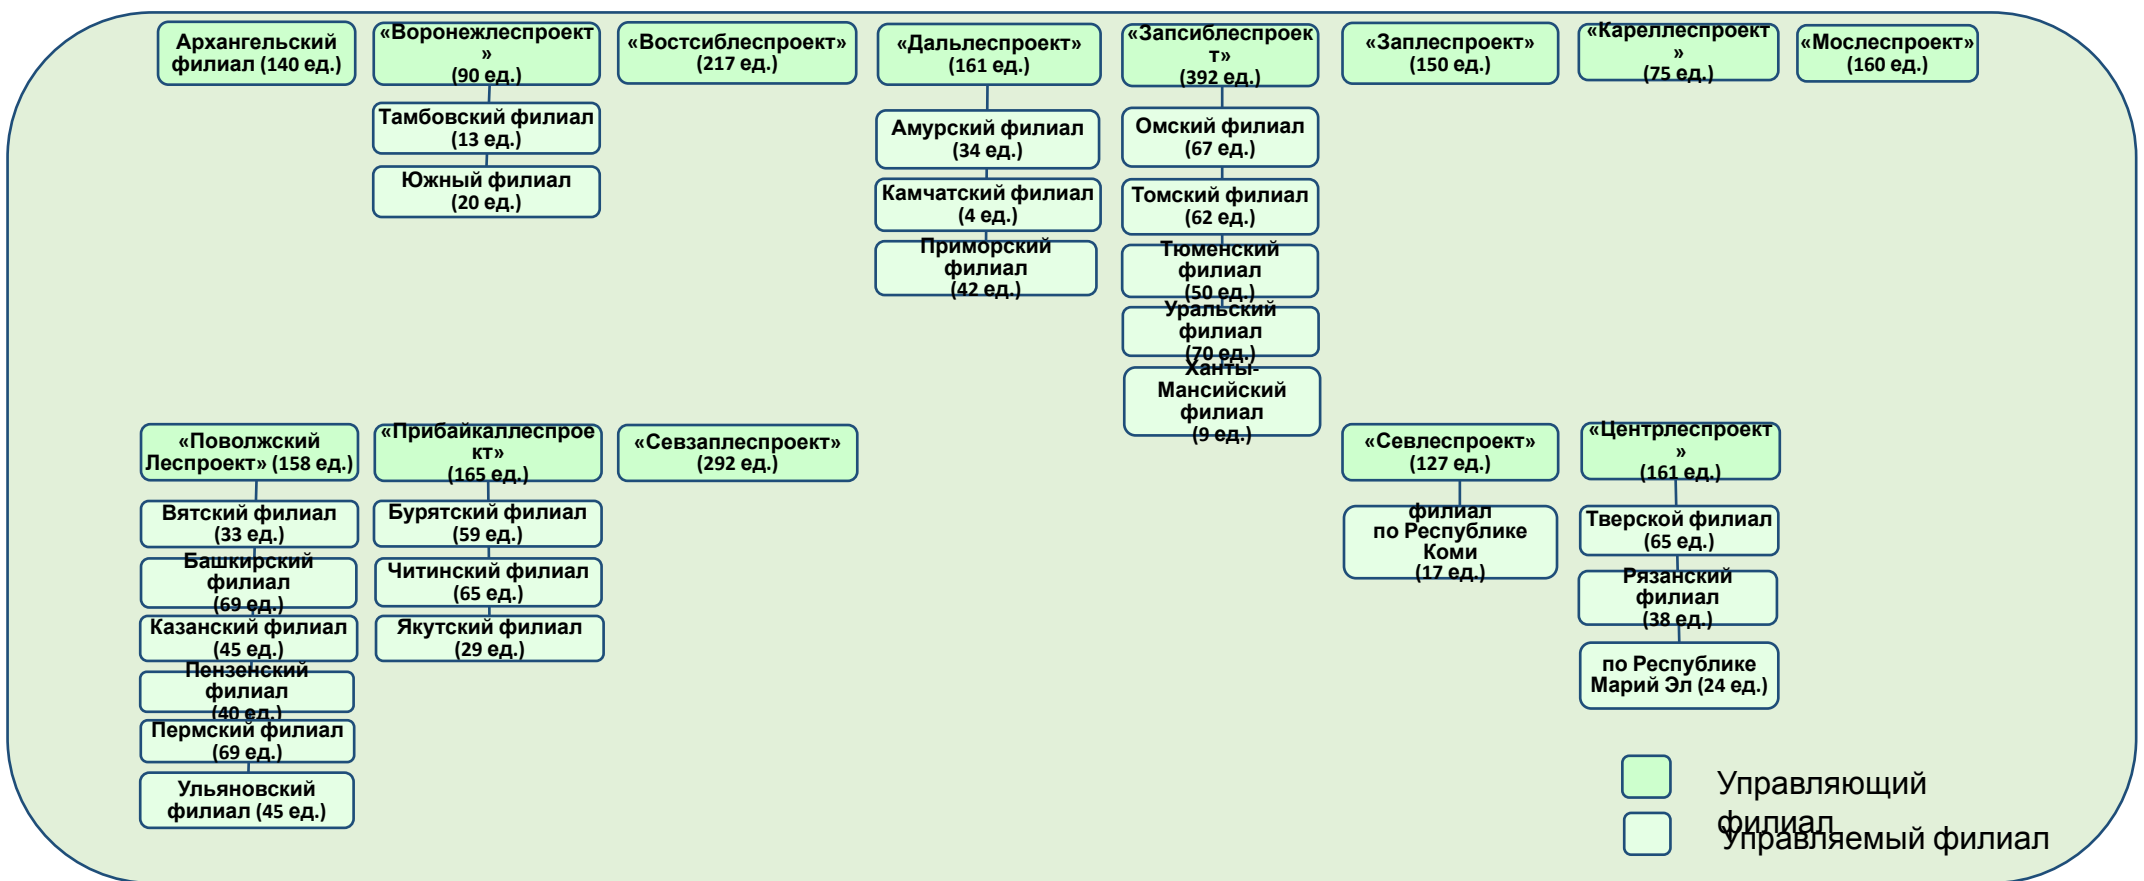 Архангельский
филиал (140 ед.)
«Воронежлеспроект
»
(90 ед.)
«Востсиблеспроект»
(217 ед.)
«Дальлеспроект»
(161 ед.)
«Запсиблеспроек
т»
(392 ед.)
«Заплеспроект»
(150 ед.)
«Кареллеспроект
»
(75 ед.)
«Мослеспроект»
(160 ед.)
Тамбовский филиал
(13 ед.)
Южный филиал
(20 ед.)
Амурский филиал
(34 ед.)
Камчатский филиал
(4 ед.)
Приморский
филиал
(42 ед.)
Омский филиал
(67 ед.)
Томский филиал
(62 ед.)
Тюменский
филиал
(50 ед.)
Уральский
филиал
(70 ед.)
Ханты-
Мансийский
филиал
(9 ед.)
«Поволжский
Леспроект» (158 ед.)
«Прибайкаллеспрое
кт»
(165 ед.)
«Севзаплеспроект»
(292 ед.)
«Севлеспроект»
(127 ед.)
«Центрлеспроект
»
(161 ед.)
Вятский филиал
(33 ед.)
Башкирский
филиал
(69 ед.)
Казанский филиал
(45 ед.)
Пензенский
филиал
(40 ед.)
Пермский филиал
(69 ед.)
Ульяновский
филиал (45 ед.)
Бурятский филиал
(59 ед.)
Читинский филиал
(65 ед.)
Якутский филиал
(29 ед.)
филиал
по Республике
Коми
(17 ед.)
Тверской филиал
(65 ед.)
Рязанский
филиал
(38 ед.)
по Республике
Марий Эл (24 ед.)
Управляющий
филиал
Управляемый филиал